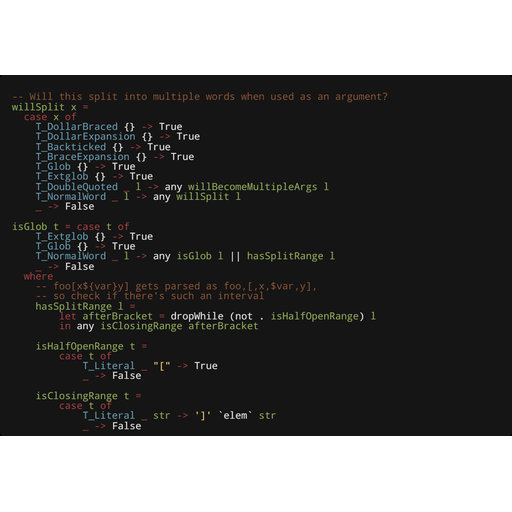 -- Will this split into multiple words when used as an argument?
willSplit x =
  case x of
    T_DollarBraced {} -> True
    T_DollarExpansion {} -> True
    T_Backticked {} -> True
    T_BraceExpansion {} -> True
    T_Glob {} -> True
    T_Extglob {} -> True
    T_DoubleQuoted _ l -> any willBecomeMultipleArgs l
    T_NormalWord _ l -> any willSplit l
    _ -> False

isGlob t = case t of
    T_Extglob {} -> True
    T_Glob {} -> True
    T_NormalWord _ l -> any isGlob l || hasSplitRange l
    _ -> False
  where
    -- foo[x${var}y] gets parsed as foo,[,x,$var,y],
    -- so check if there's such an interval
    hasSplitRange l =
        let afterBracket = dropWhile (not . isHalfOpenRange) l
        in any isClosingRange afterBracket

    isHalfOpenRange t =
        case t of
            T_Literal _ "[" -> True
            _ -> False

    isClosingRange t =
        case t of
            T_Literal _ str -> ']' `elem` str
            _ -> False